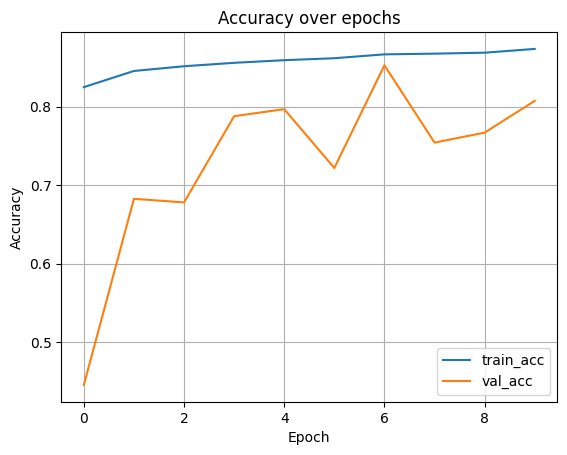 Accuracy over epochs
Accuracy
0.8
0.7
0.6
0.5
0 2 4 6 8
Epoch
train_acc
val_acc